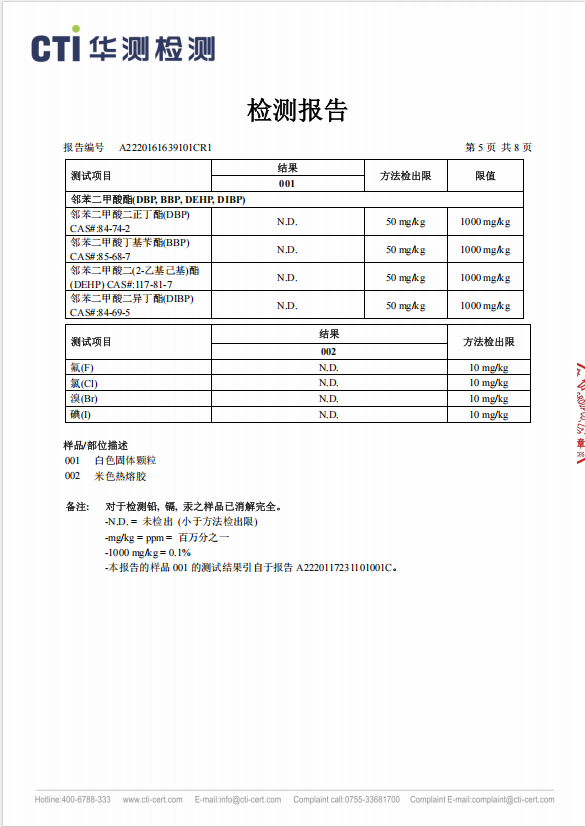 CTI 华测检测
检测报告
报告编号 A2220161639101CR1 第 5 页 共 8 页
测试项目 结果 方法检出限 限值
001
邻苯二甲酸酯(DBP, BBP, DEHP, DIBP)
邻苯二甲酸二正丁酯(DBP)
CAS#:84-74-2 N.D. 50 mg/kg 1000 mg/kg
邻苯二甲酸丁基苄酯(BBP)
CAS#:85-68-7 N.D. 50 mg/kg 1000 mg/kg
邻苯二甲酸二(2-乙基己基)酯
(DEHP) CAS#:117-81-7 N.D. 50 mg/kg 1000 mg/kg
邻苯二甲酸二异丁酯(DIBP)
CAS#:84-69-5 N.D. 50 mg/kg 1000 mg/kg
测试项目 结果 方法检出限
002
氟(F) N.D. 10 mg/kg
氯(Cl) N.D. 10 mg/kg
溴(Br) N.D. 10 mg/kg
碘(I) N.D. 10 mg/kg
样品/部位描述
001 白色固体颗粒
002 米色热熔胶
备注: 对于检测铅, 镉, 汞之样品已消解完全。
-N.D. = 未检出 (小于方法检出限)
-mg/kg = ppm = 百万分之一
-1000 mg/kg = 0.1%
-本报告的样品 001 的测试结果引自于报告 A2220117231101001C。
章
Hotline:400-6788-333 www.cti-cert.com E-mail:info@cti-cert.com Complaint call:0755-33681700 Complaint E-mail:complaint@cti-cert.com